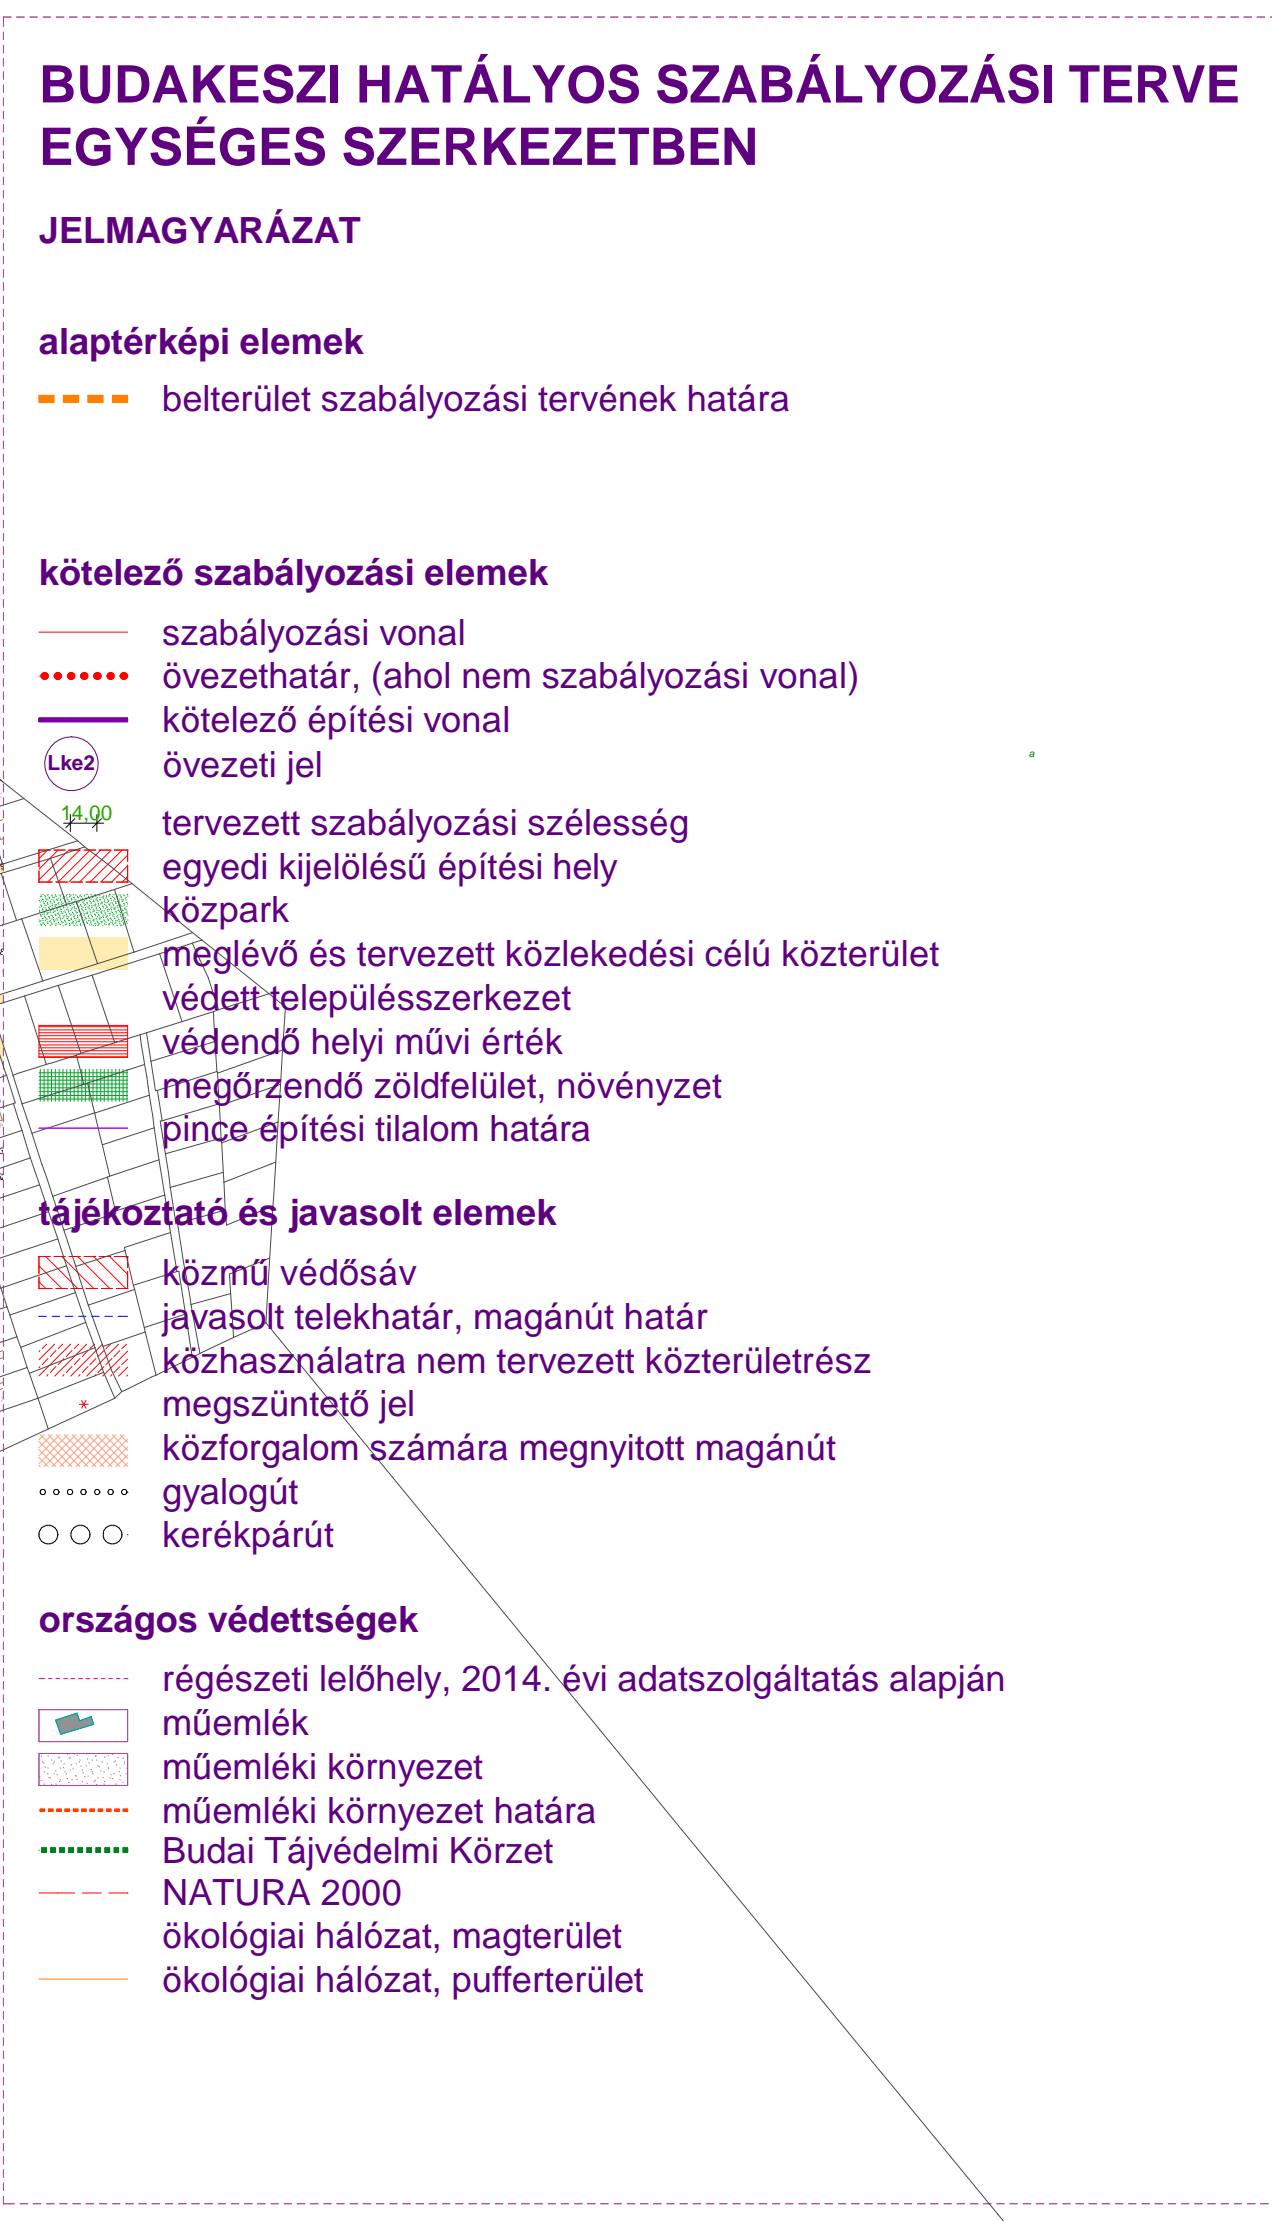 BUDAKESZI HATÁLYOS SZABÁLYOZÁSI TERVE
EGYSÉGES SZERKEZETBEN
JELMAGYARÁZAT
alaptérképi elemek
belterület szabályozási tervének határa
kötelező szabályozási elemek
szabályozási vonal
övezethatár, (ahol nem szabályozási vonal)
kötelező építési vonal
Lke2 övezeti jel
a
14,00 tervezett szabályozási szélesség
egyedi kijelölésű építési hely
közpark
meglévő és tervezett közlekedési célú közterület
védett településszerkezet
védendő helyi művi érték
megőrzendő zöldfelület, növényzet
pince építési tilalom határa
tájékoztató és javasolt elemek
közmű védősáv
javasolt telekhatár, magánút határ
közhasználatra nem tervezett közterületrész
megszüntető jel
közforgalom számára megnyitott magánút
gyalogút
kerékpárút
országos védettségek
régészeti lelőhely, 2014. évi adatszolgáltatás alapján
műemlék
műemléki környezet
műemléki környezet határa
Budai Tájvédelmi Körzet
NATURA 2000
ökológiai hálózat, magterület
ökológiai hálózat, pufferterület